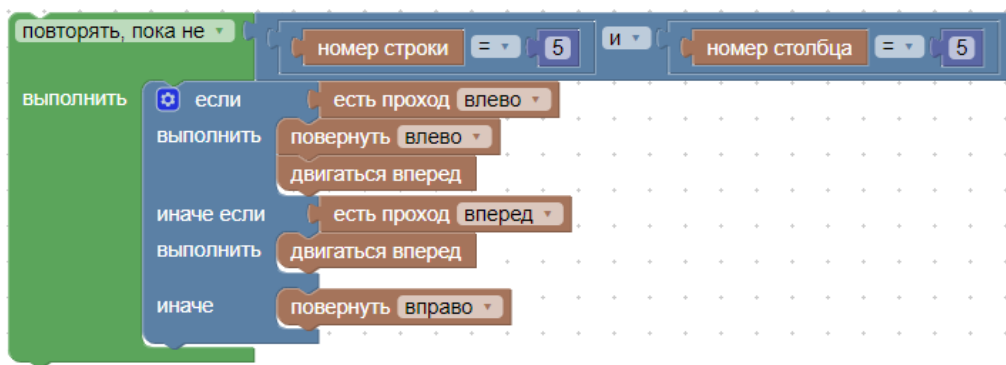 повторять, пока не номер строки = 5 и номер столбца = 5
выполнить если есть проход влево
выполнить повернуть влево
двигаться вперед
иначе если есть проход вперед
выполнить двигаться вперед
иначе повернуть вправо